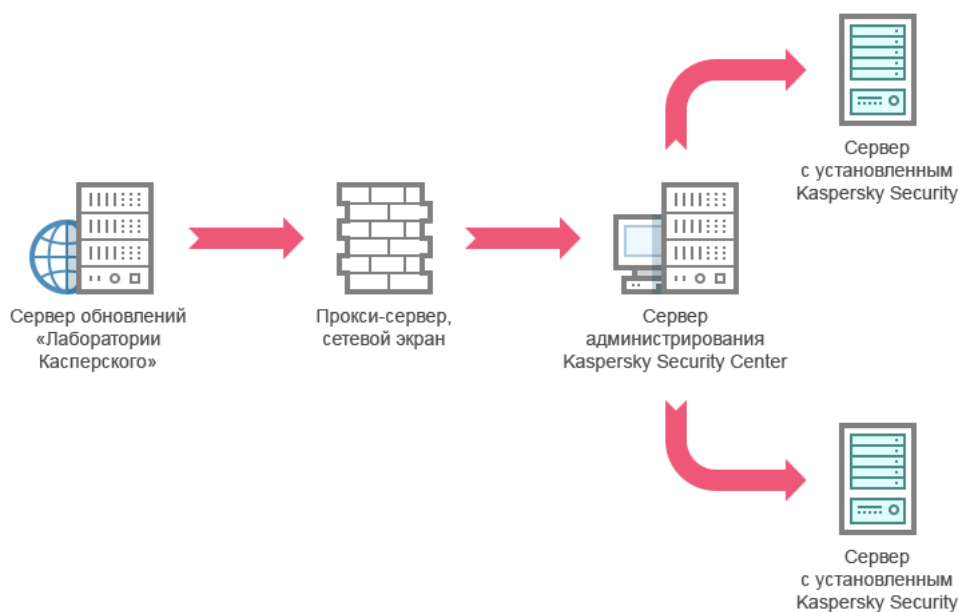 Сервер обновлений
«Лаборатории
Касперского»
Прокси-сервер,
сетевой экран
Сервер
администрирования
Kaspersky Security Center
Сервер
с установленным
Kaspersky Security
Сервер
с установленным
Kaspersky Security